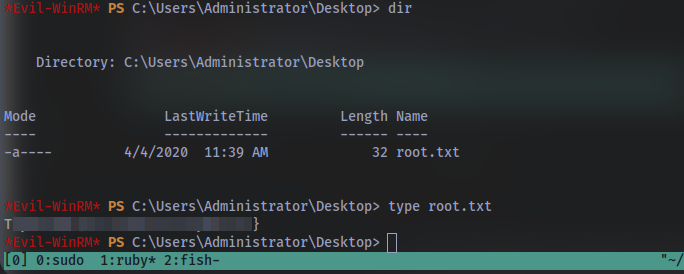 *Evil-WinRM* PS C:\Users\Administrator\Desktop> dir
Directory: C:\Users\Administrator\Desktop
Mode                LastWriteTime         Length Name
----                -------------         ------ ----
-a----         4/4/2020  11:39 AM             32 root.txt
*Evil-WinRM* PS C:\Users\Administrator\Desktop> type root.txt
T }
*Evil-WinRM* PS C:\Users\Administrator\Desktop>
[0] 0:sudo  1:ruby* 2:fish- "~/